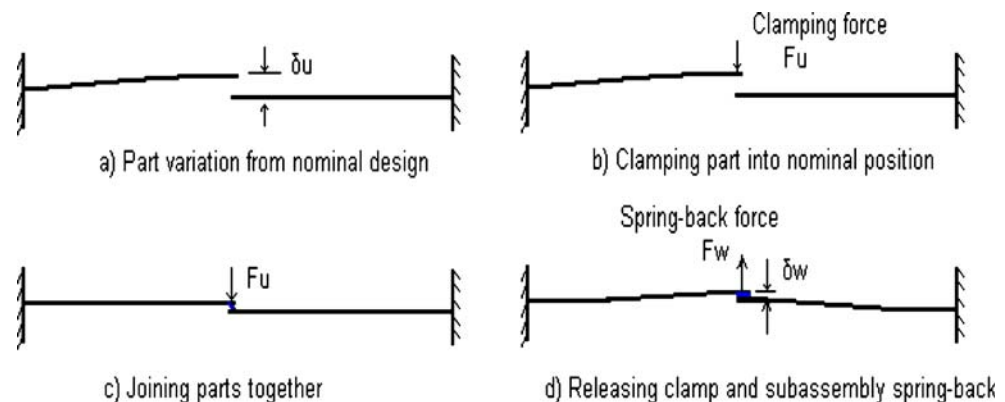 δu
a) Part variation from nominal design
Clamping force
Fu
b) Clamping part into nominal position
Fu
c) Joining parts together
Spring-back force
Fw
δw
d) Releasing clamp and subassembly spring-back